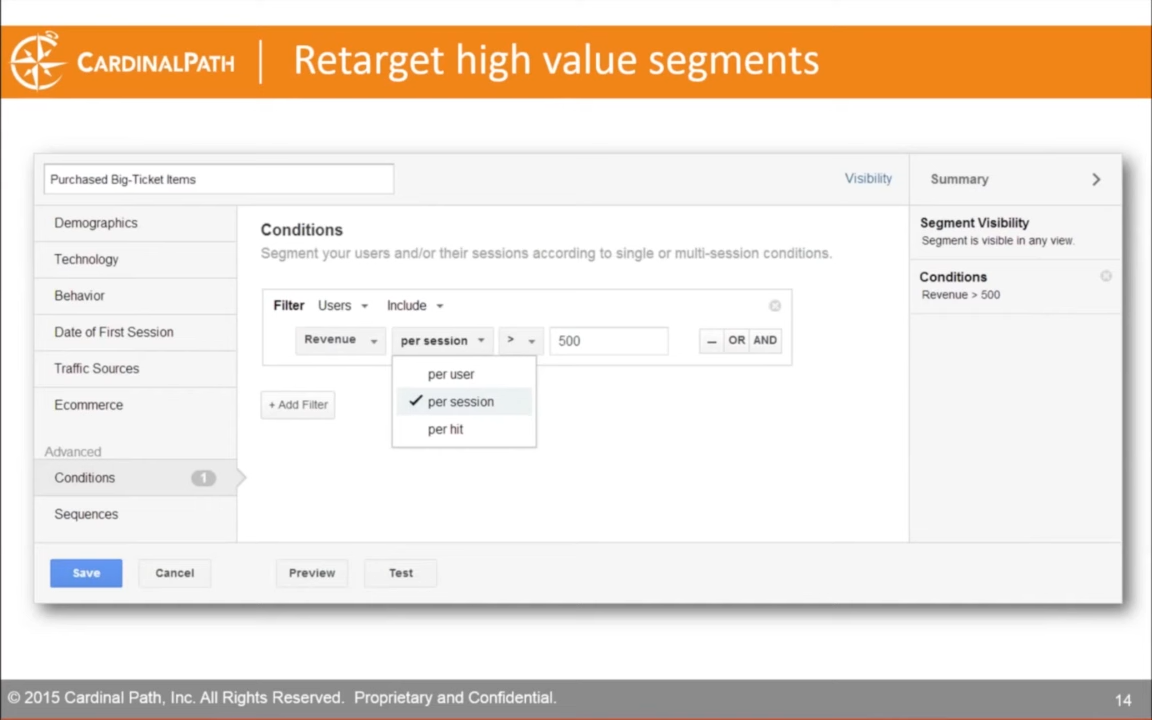 CARDINALPATH
Retarget high value segments
Purchased Big-Ticket Items
Visibility
Summary
Demographics
Technology
Behavior
Date of First Session
Traffic Sources
Ecommerce
Advanced
Conditions
1
Sequences
Conditions
Segment your users and/or their sessions according to single or multi-session conditions.
Filter Users Include
Revenue per session > 500 – OR AND
per user
per session
per hit
+ Add Filter
Segment Visibility
Segment is visible in any view.
Conditions
Revenue > 500
Save Cancel Preview Test
© 2015 Cardinal Path, Inc. All Rights Reserved. Proprietary and Confidential.
14